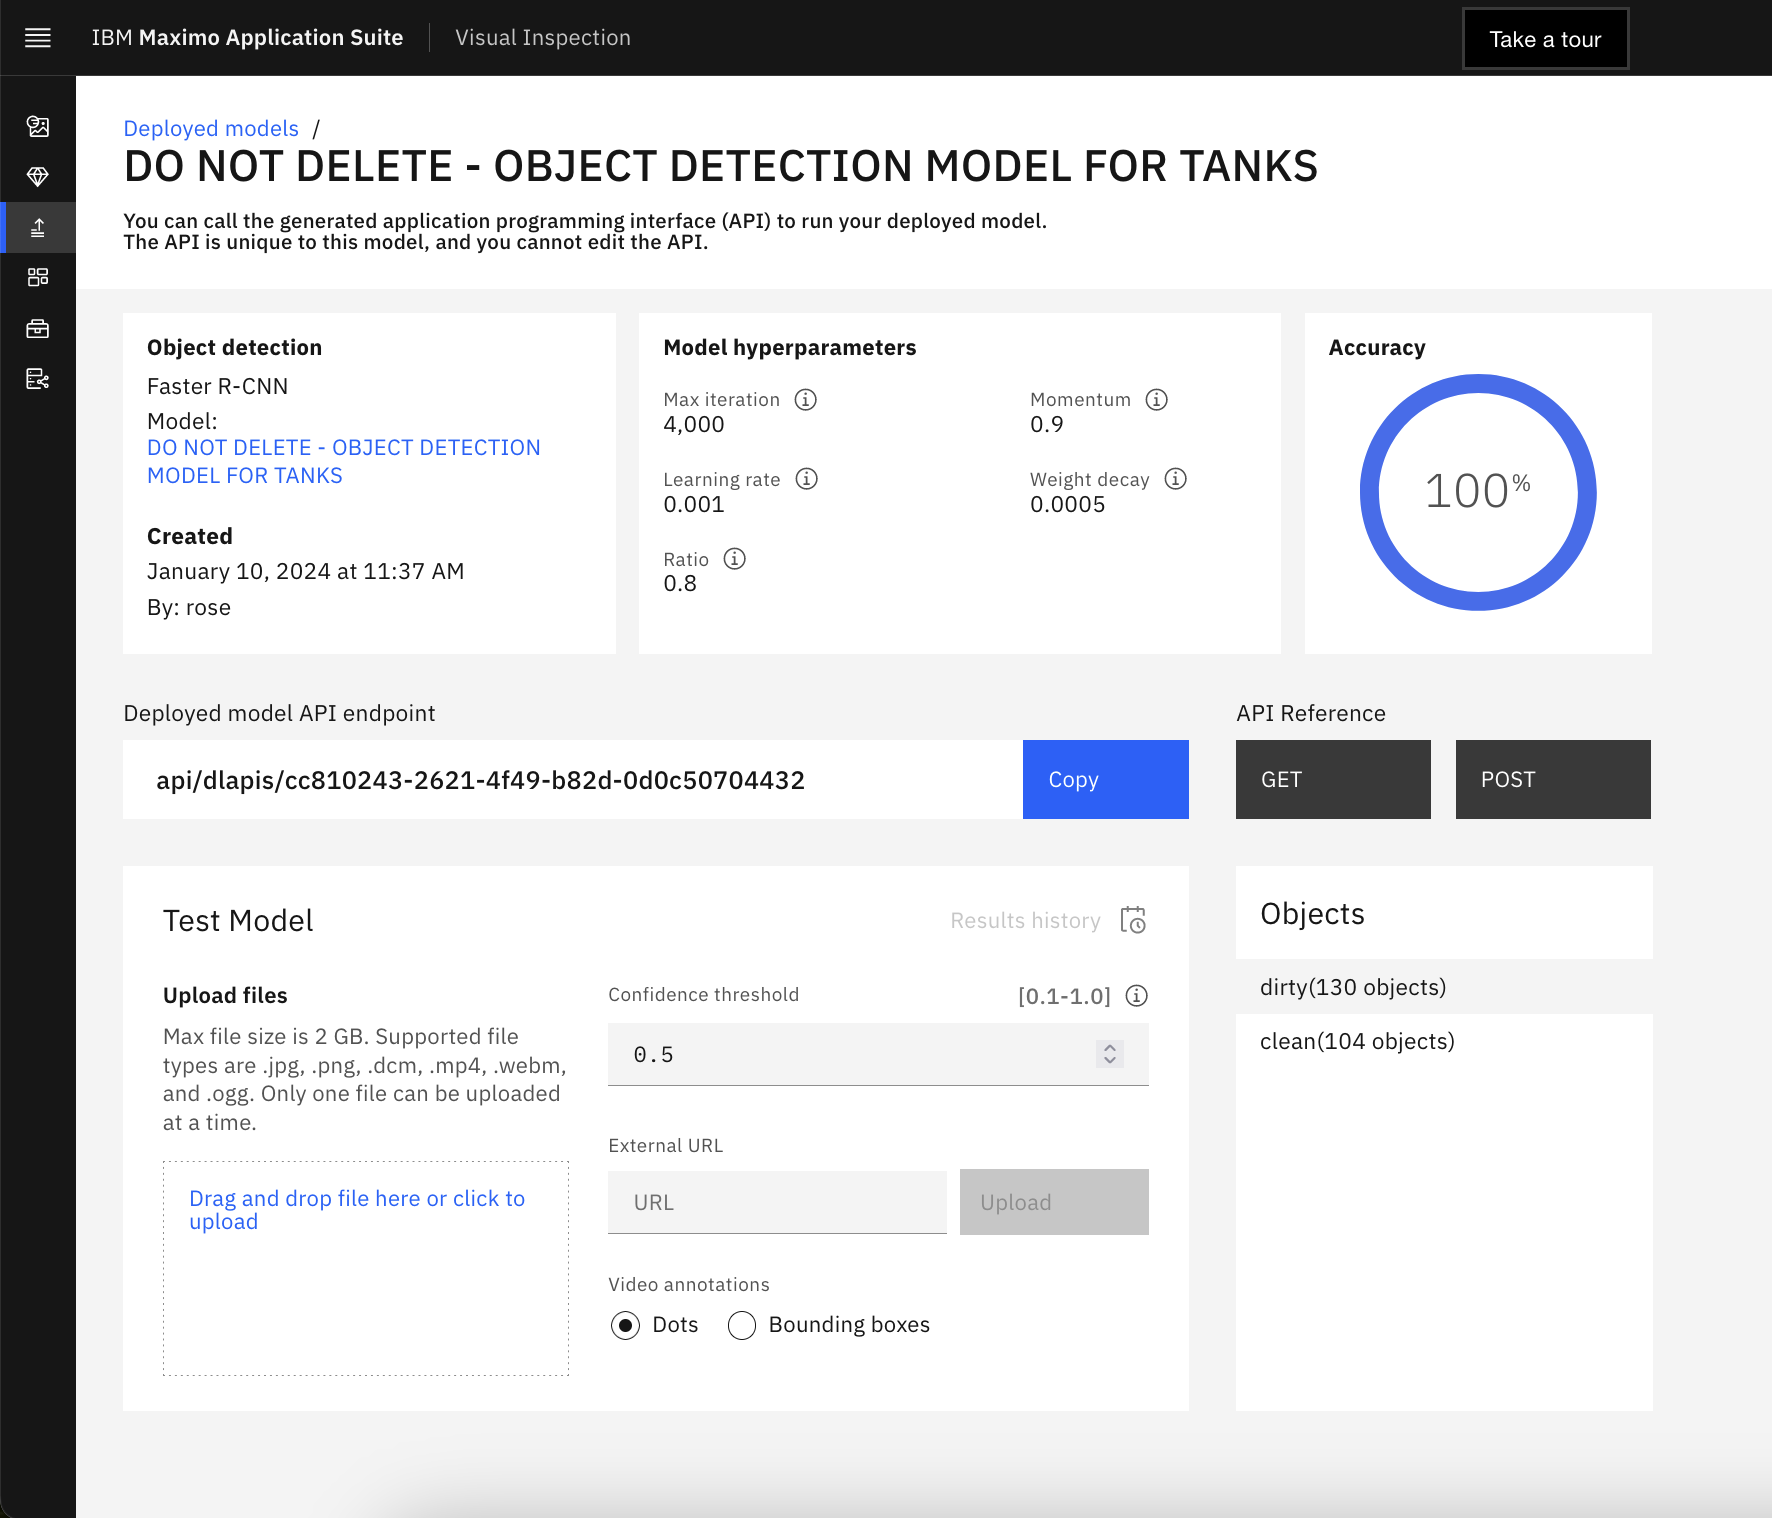 IBM Maximo Application Suite Visual Inspection Take a tour
Deployed models /
DO NOT DELETE - OBJECT DETECTION MODEL FOR TANKS
You can call the generated application programming interface (API) to run your deployed model.
The API is unique to this model, and you cannot edit the API.
Object detection
Faster R-CNN
Model:
DO NOT DELETE - OBJECT DETECTION
MODEL FOR TANKS
Created
January 10, 2024 at 11:37 AM
By: rose
Model hyperparameters
Max iteration
4,000
Momentum
0.9
Learning rate
0.001
Weight decay
0.0005
Ratio
0.8
Accuracy
100%
Deployed model API endpoint
api/dlapis/cc810243-2621-4f49-b82d-0d0c50704432
Copy
API Reference
GET
POST
Test Model
Results history
Upload files
Max file size is 2 GB. Supported file
types are .jpg, .png, .dcm, .mp4, .webm,
and .ogg. Only one file can be uploaded
at a time.
Drag and drop file here or click to
upload
Confidence threshold
[0.1-1.0]
0.5
External URL
URL
Upload
Video annotations
Dots
Bounding boxes
Objects
dirty(130 objects)
clean(104 objects)